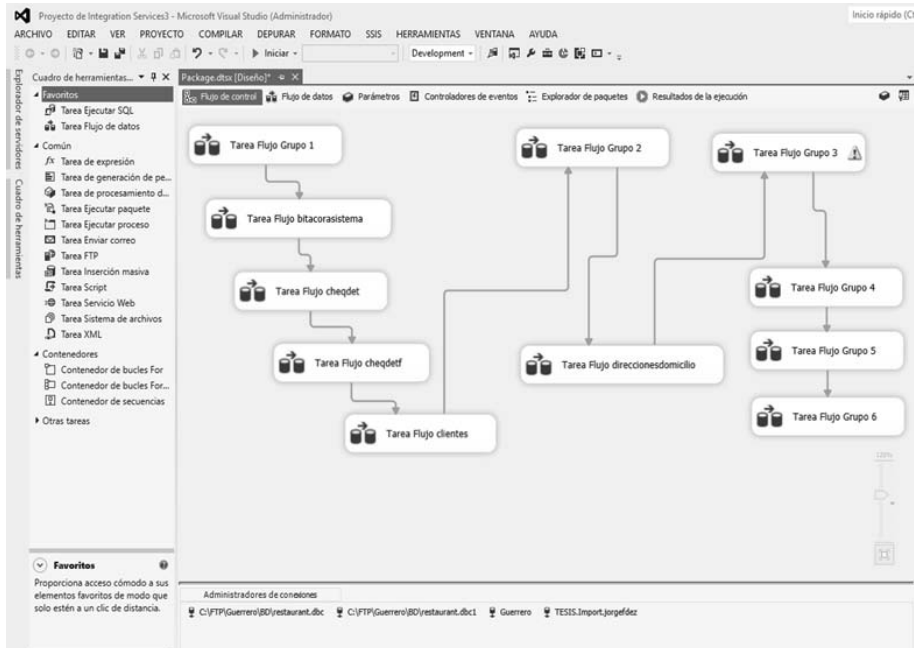 Proyecto de Integration Services3 - Microsoft Visual Studio (Administrador)
Inicio rápido (Ct
ARCHIVO EDITAR VER PROYECTO COMPILAR DEPURAR FORMATO SSIS HERRAMIENTAS VENTANA AYUDA
Iniciar
Development
Explorador de servidores
Cuadro de herramientas
Cuadro de herramientas...
Favoritos
Tarea Ejecutar SQL
Tarea Flujo de datos
Común
Tarea de expresión
Tarea de generación de pe...
Tarea de procesamiento d...
Tarea Ejecutar paquete
Tarea Ejecutar proceso
Tarea Enviar correo
Tarea FTP
Tarea Inserción masiva
Tarea Script
Tarea Servicio Web
Tarea Sistema de archivos
Tarea XML
Contenedores
Contenedor de bucles For
Contenedor de bucles For...
Contenedor de secuencias
Otras tareas
Favoritos
Proporciona acceso cómodo a sus
elementos favoritos de modo que
solo estén a un clic de distancia.
Package.dtsx [Diseño]*
Flujo de control Flujo de datos Parámetros Controladores de eventos Explorador de paquetes Resultados de la ejecución
Tarea Flujo Grupo 1
Tarea Flujo bitacorasistema
Tarea Flujo cheqdet
Tarea Flujo cheqdetf
Tarea Flujo clientes
Tarea Flujo Grupo 2
Tarea Flujo direccionesdomicilio
Tarea Flujo Grupo 3
Tarea Flujo Grupo 4
Tarea Flujo Grupo 5
Tarea Flujo Grupo 6
Administradores de conexiones
C:\FTP\Guerrero\BD\restaurant.dbc C:\FTP\Guerrero\BD\restaurant.dbc1 Guerrero TESIS.Import.jorgefdez